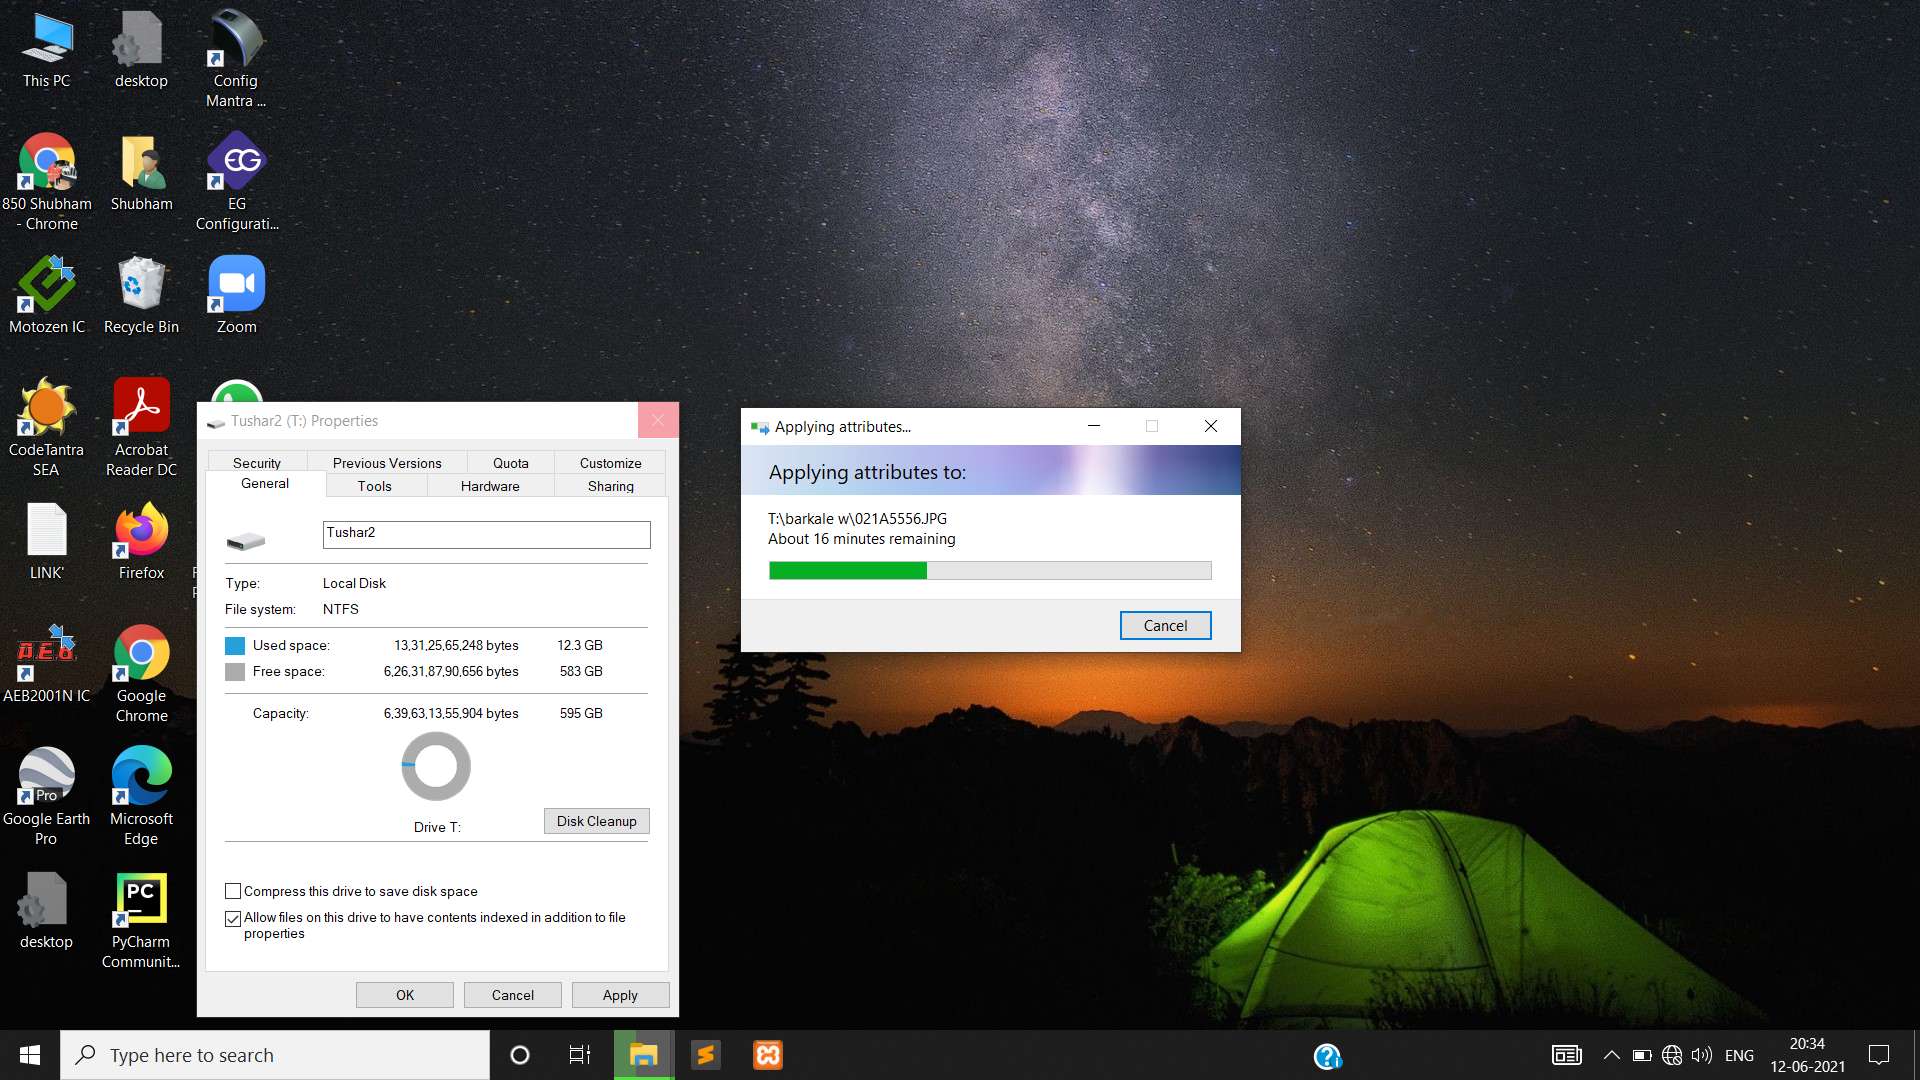 This PC
desktop
Config
Mantra ...
850 Shubham
- Chrome
Shubham
EG
EG
Configurati...
Motozen IC
Recycle Bin
Zoom
CodeTantra
SEA
Acrobat
Reader DC
LINK'
Firefox
AEB
AEB2001N IC
Google
Chrome
Pro
Google Earth
Pro
Microsoft
Edge
desktop
PC
PyCharm
Communit...
Tushar2 (T:) Properties
Security
Previous Versions
Quota
Customize
General
Tools
Hardware
Sharing
Tushar2
Type: Local Disk
File system: NTFS
Used space: 13,31,25,65,248 bytes 12.3 GB
Free space: 6,26,31,87,90,656 bytes 583 GB
Capacity: 6,39,63,13,55,904 bytes 595 GB
Drive T:
Disk Cleanup
Compress this drive to save disk space
Allow files on this drive to have contents indexed in addition to file
properties
OK
Cancel
Apply
Applying attributes...
Applying attributes to:
T:\barkale w\021A5556.JPG
About 16 minutes remaining
Cancel
Type here to search
ENG
20:34
12-06-2021